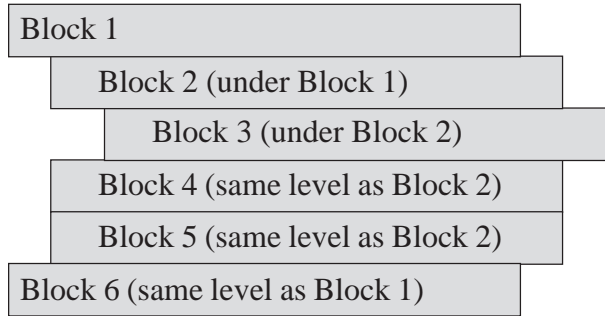 Block 1
Block 2 (under Block 1)
Block 3 (under Block 2)
Block 4 (same level as Block 2)
Block 5 (same level as Block 2)
Block 6 (same level as Block 1)